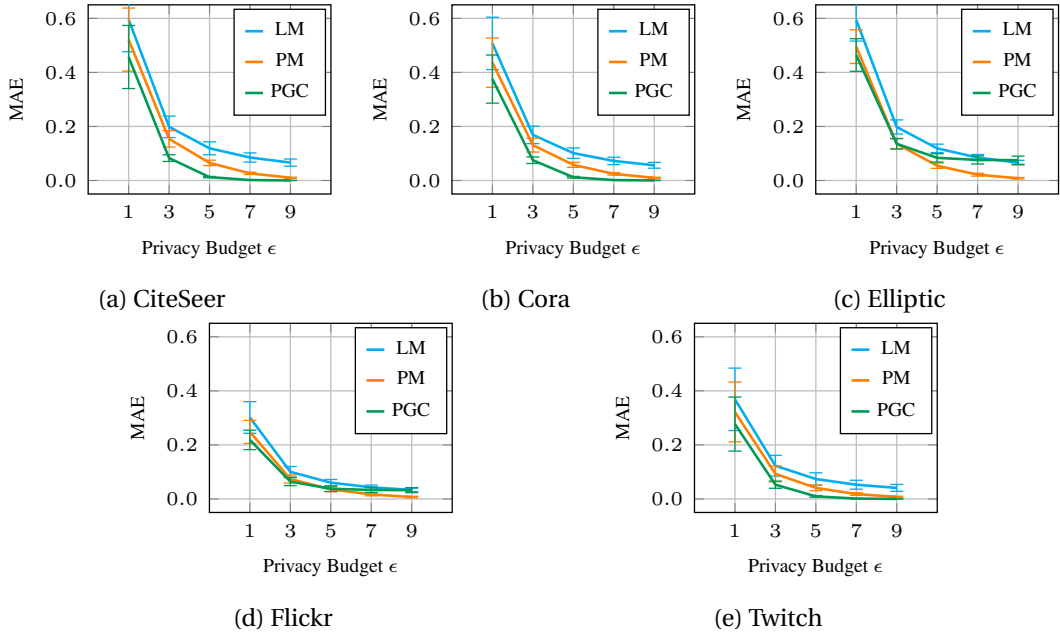 0.6
0.4
0.2
0.0
MAE
LM
PM
PGC
1 3 5 7 9
Privacy Budget ϵ
(a) CiteSeer
0.6
0.4
0.2
0.0
MAE
LM
PM
PGC
1 3 5 7 9
Privacy Budget ϵ
(b) Cora
0.6
0.4
0.2
0.0
MAE
LM
PM
PGC
1 3 5 7 9
Privacy Budget ϵ
(c) Elliptic
0.6
0.4
0.2
0.0
MAE
LM
PM
PGC
1 3 5 7 9
Privacy Budget ϵ
(d) Flickr
0.6
0.4
0.2
0.0
MAE
LM
PM
PGC
1 3 5 7 9
Privacy Budget ϵ
(e) Twitch